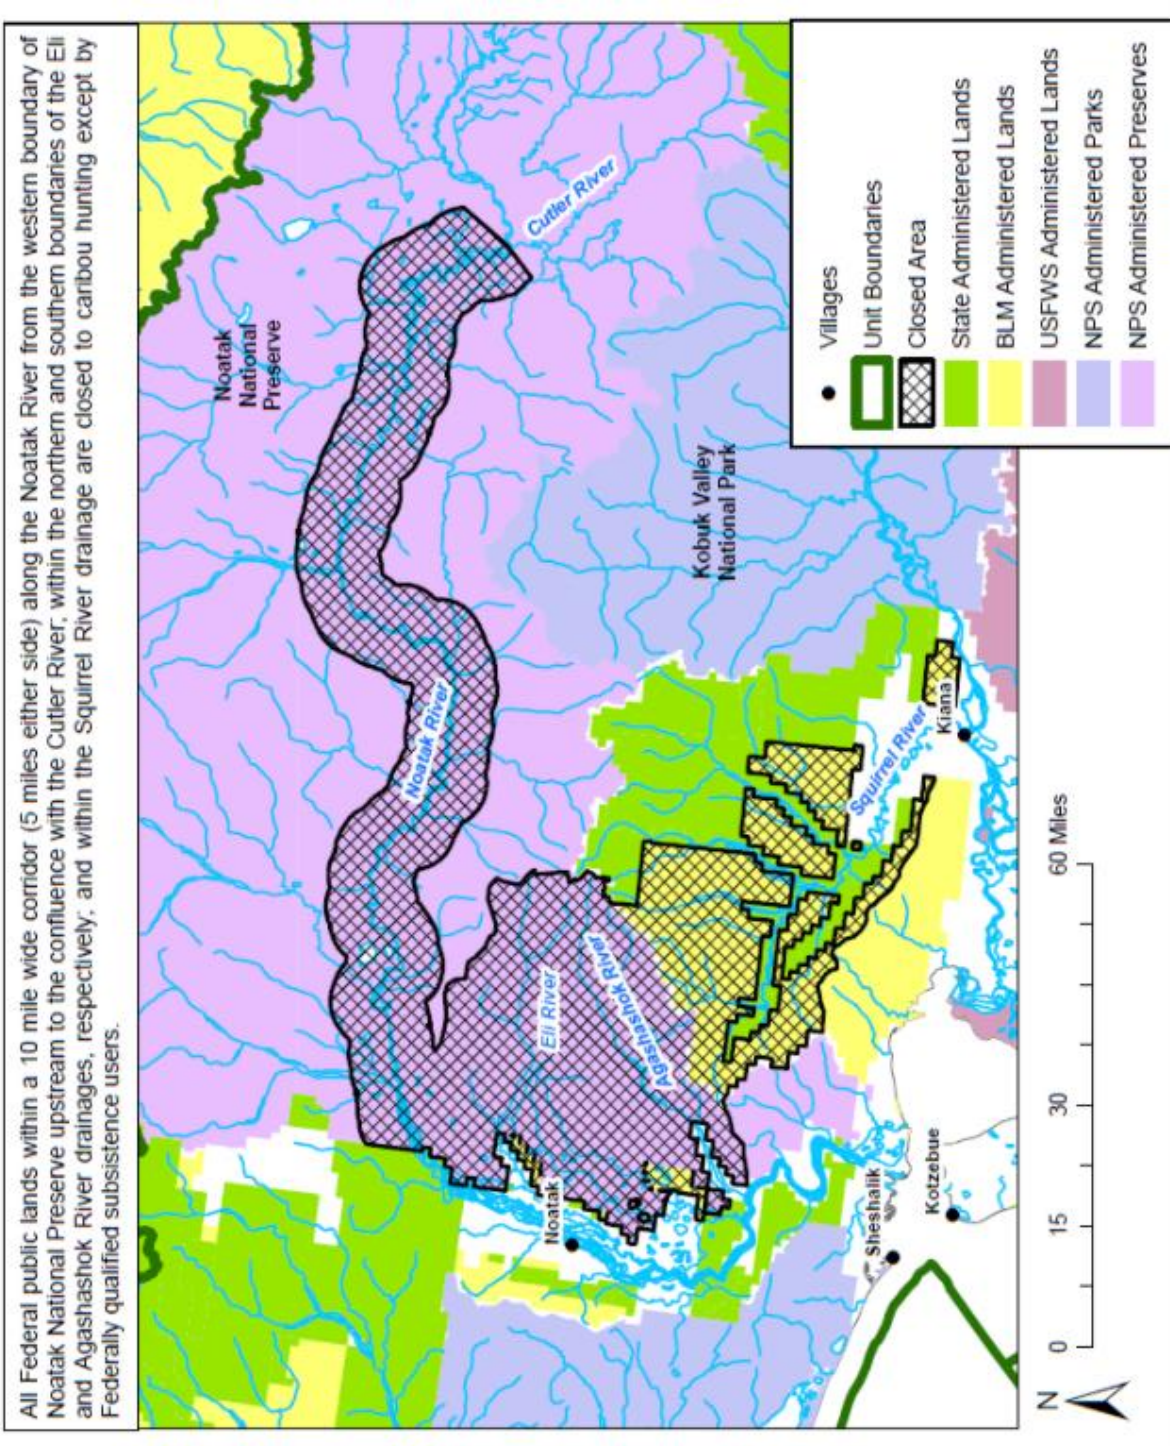 All Federal public lands within a 10 mile wide corridor (5 miles either side) along the Noatak River from the western boundary of
Noatak National Preserve upstream to the confluence with the Cutler River; within the northern and southern boundaries of the Eli
and Agashashok River drainages, respectively; and within the Squirrel River drainage are closed to caribou hunting except by
Federally qualified subsistence users.
Noatak
National
Preserve
Cutler River
Noatak River
Kobuk Valley
National Park
Eli River
Agashashok River
Squirrel River
Kiana
Noatak
Sheshalik
Kotzebue
Villages
Unit Boundaries
Closed Area
State Administered Lands
BLM Administered Lands
USFWS Administered Lands
NPS Administered Parks
NPS Administered Preserves
N
0 15 30 60 Miles